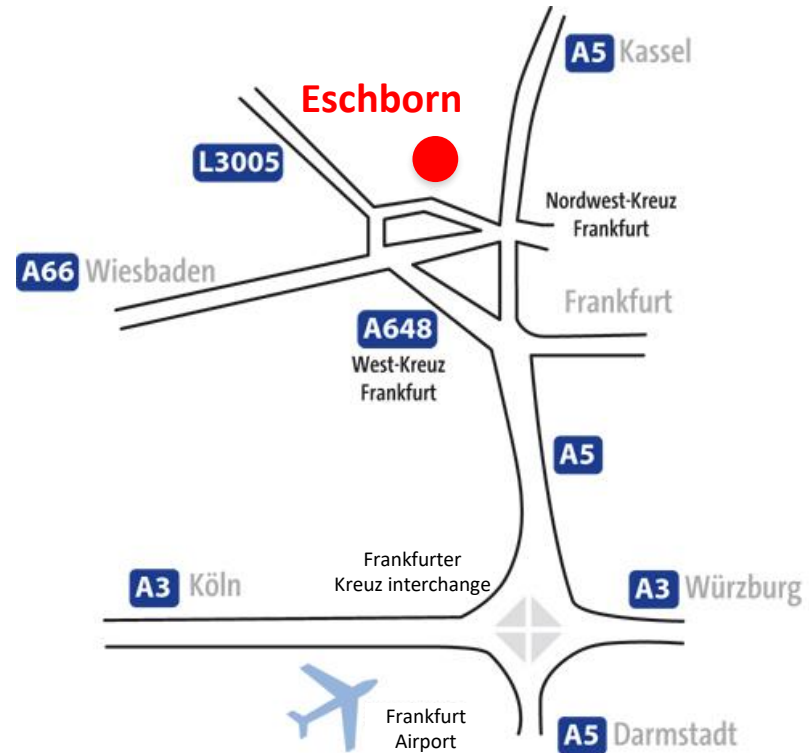 A5 Kassel
Eschborn
L3005
Nordwest-Kreuz
Frankfurt
A66 Wiesbaden
Frankfurt
A648
West-Kreuz
Frankfurt
A5
Frankfurter
Kreuz interchange
A3 Köln
A3 Würzburg
Frankfurt
Airport
A5 Darmstadt